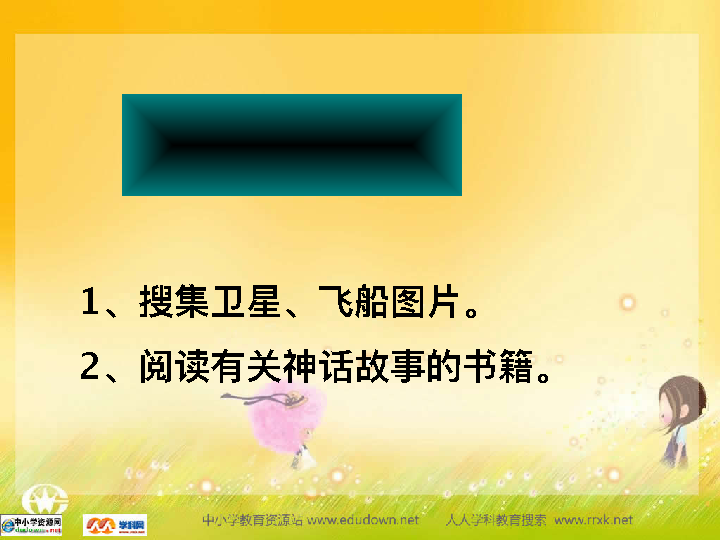 1、搜集卫星、飞船图片。
2、阅读有关神话故事的书籍。
中小学资源网
学科网
中小学教育资源站 www.edudown.net 人人学科教育搜索 www.rrxk.net